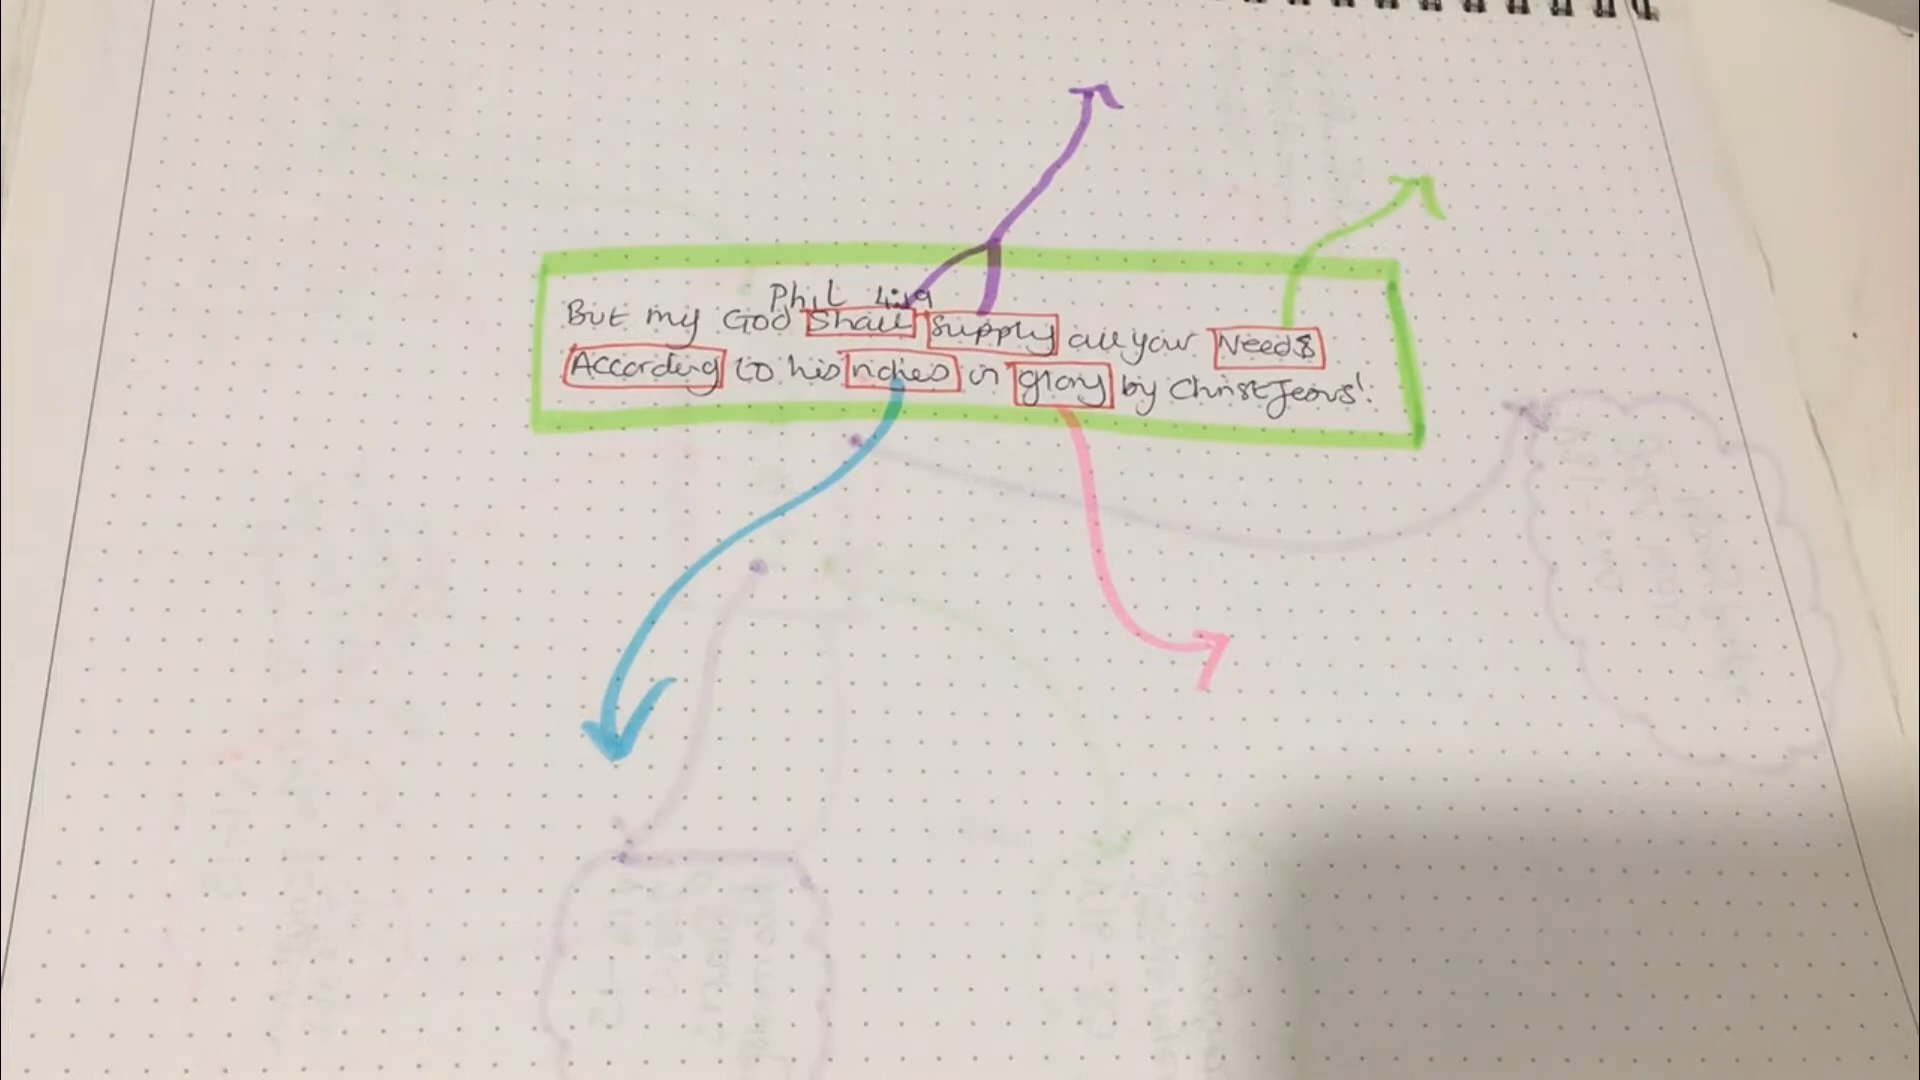 Phil 4:19
But my God Shall Supply all your Needs
According to his riches in glory by Christ Jesus!